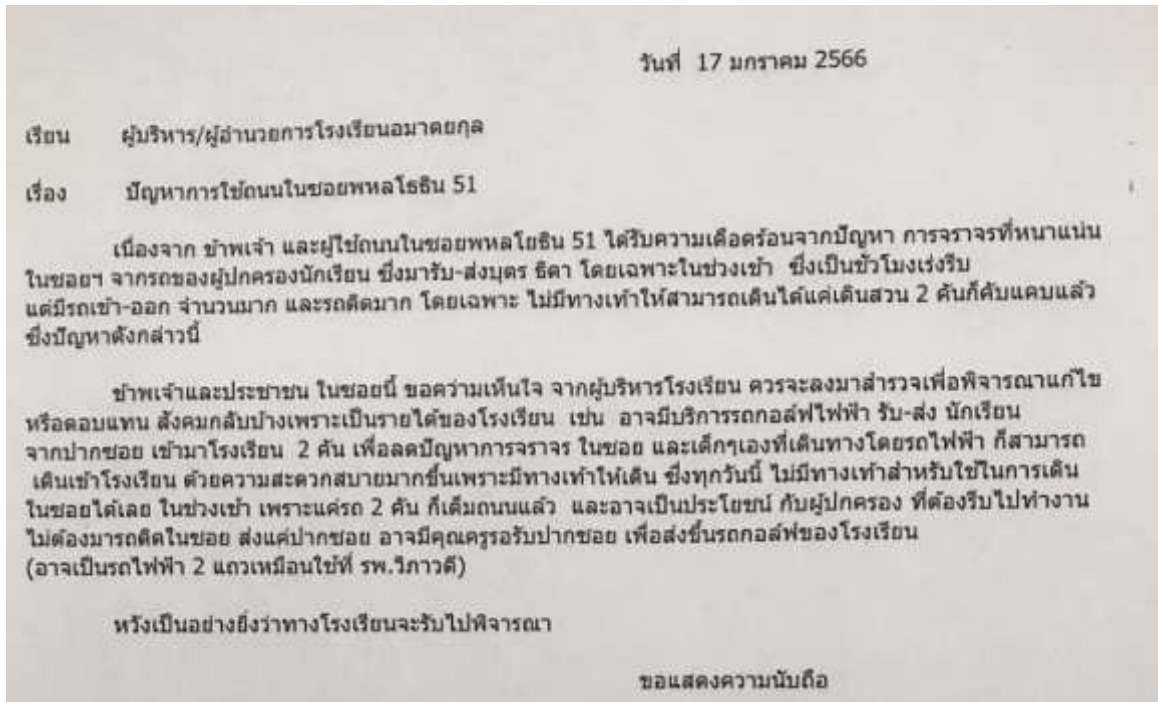 วันที่ 17 มกราคม 2566
เรียน ผู้บริหาร/ผู้อำนวยการโรงเรียนอมาตยกุล
เรื่อง ปัญหาการใช้ถนนในซอยพหลโธธิน 51
เนื่องจาก ข้าพเจ้า และผู้ใช้ถนนในซอยพหลโยธิน 51 ได้รับความเดือดร้อนจากปัญหา การจราจรที่หนาแน่น
ในซอยฯ จากรถของผู้ปกครองนักเรียน ซึ่งมารับ-ส่งบุตร ธิดา โดยเฉพาะในช่วงเช้า ซึ่งเป็นชั่วโมงเร่งรีบ
แต่มีรถเข้า-ออก จำนวนมาก และรถติดมาก โดยเฉพาะ ไม่มีทางเท้าให้สามารถเดินได้แค่เดินสวน 2 คันก็คับแคบแล้ว
ซึ่งปัญหาดังกล่าวนี้
ข้าพเจ้าและประชาชน ในซอยนี้ ขอความเห็นใจ จากผู้บริหารโรงเรียน ควรจะลงมาสำรวจเพื่อพิจารณาแก้ไข
หรือตอบแทน สังคมกลับบ้างเพราะเป็นรายได้ของโรงเรียน เช่น อาจมีบริการรถกอล์ฟไฟฟ้า รับ-ส่ง นักเรียน
จากปากซอย เข้ามาโรงเรียน 2 คัน เพื่อลดปัญหาการจราจร ในซอย และเด็กๆเองที่เดินทางโดยรถไฟฟ้า ก็สามารถ
เดินเข้าโรงเรียน ด้วยความสะดวกสบายมากขึ้นเพราะมีทางเท้าให้เดิน ซึ่งทุกวันนี้ ไม่มีทางเท้าสำหรับใช้ในการเดิน
ในซอยได้เลย ในช่วงเช้า เพราะแค่รถ 2 คัน ก็เต็มถนนแล้ว และอาจเป็นประโยชน์ กับผู้ปกครอง ที่ต้องรีบไปทำงาน
ไม่ต้องมารถติดในซอย ส่งแค่ปากซอย อาจมีคุณครูรอรับปากซอย เพื่อส่งขึ้นรถกอล์ฟของโรงเรียน
(อาจเป็นรถไฟฟ้า 2 แถวเหมือนใช้ที่ รพ.วิภาวดี)
หวังเป็นอย่างยิ่งว่าทางโรงเรียนจะรับไปพิจารณา
ขอแสดงความนับถือ